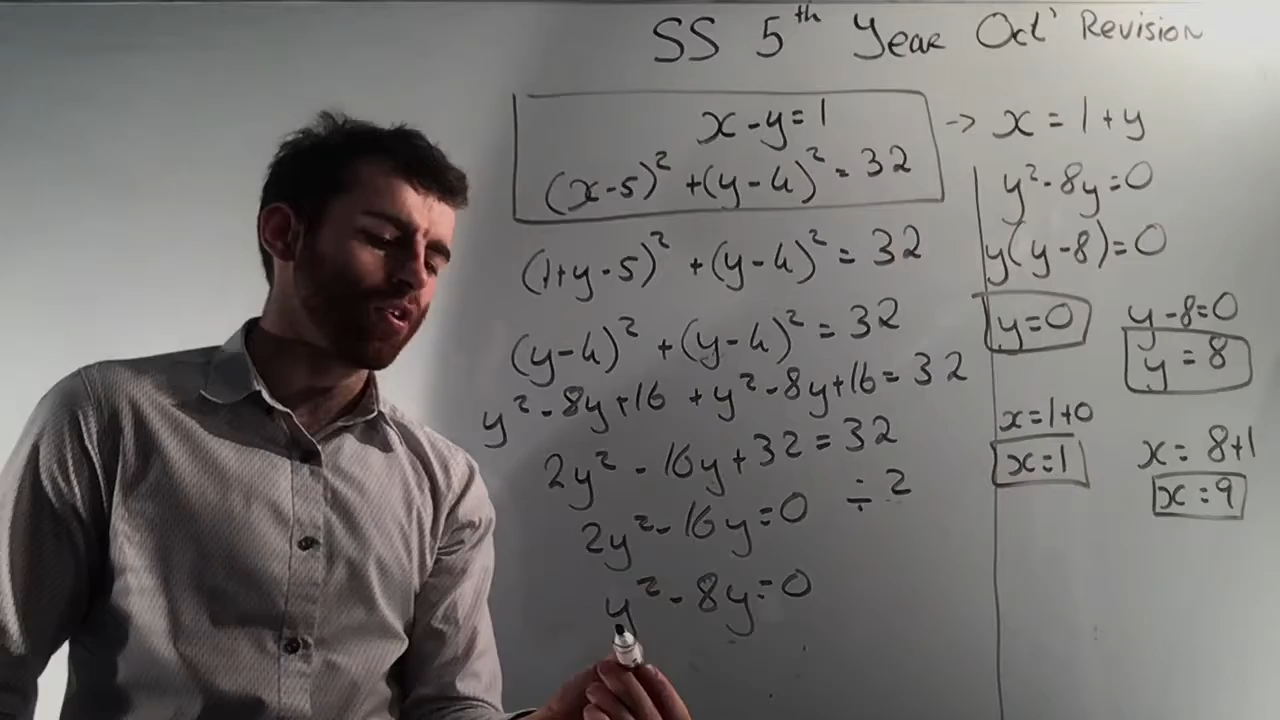 SS 5th Year Oct' Revision
x - y = 1
(x - 5)² + (y - 4)² = 32
(1 + y - 5)² + (y - 4)² = 32
(y - 4)² + (y - 4)² = 32
y² - 8y + 16 + y² - 8y + 16 = 32
2y² - 16y + 32 = 32
2y² - 16y = 0 ÷ 2
y² - 8y = 0
-> x = 1 + y
y² - 8y = 0
y(y - 8) = 0
y = 0
x = 1 + 0
x = 1
y - 8 = 0
y = 8
x = 8 + 1
x = 9